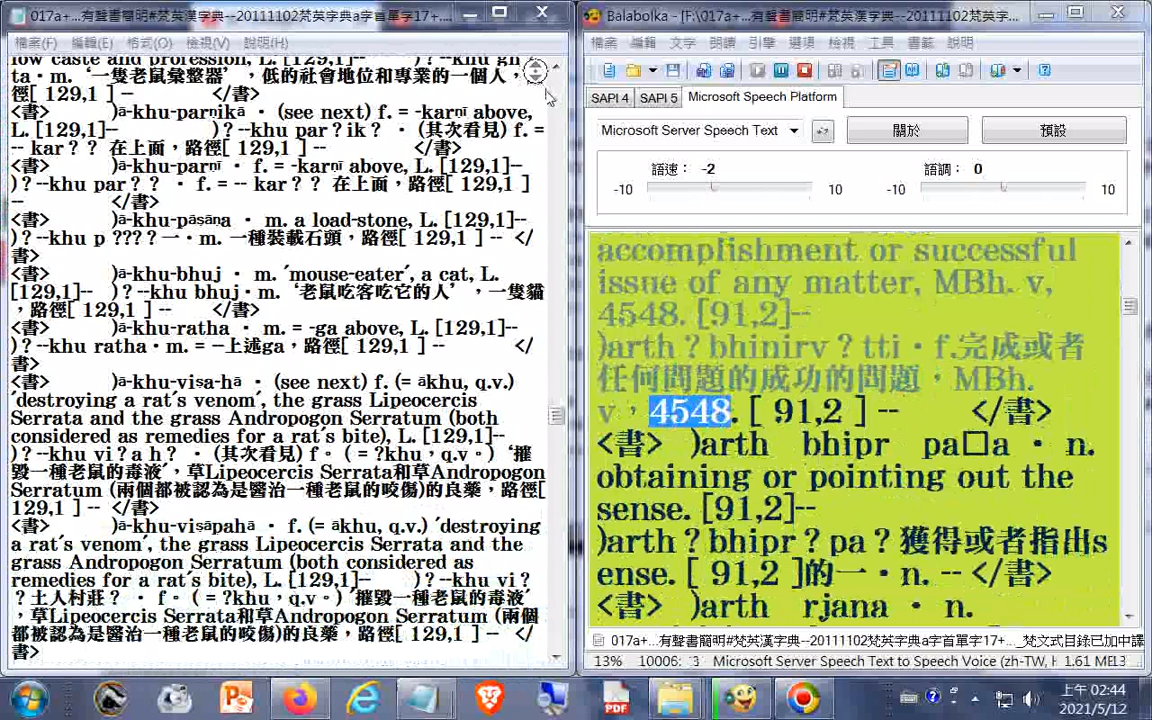 017a+...有聲書簡明#梵英漢字典--20111102梵英字典a字首單字17+...
檔案(F) 編輯(E) 格式(O) 檢視(V) 說明(H)
low caste and profession, L. [129,1]-- )?--khu gh
ta・m.‘一隻老鼠彙整器’，低的社會地位和專業的一個人，
徑[ 129,1 ] -- </書>
<書> )ā-khu-parṇikā ・ (see next) f. = -karṇī above,
L. [129,1]-- )?--khu par?ik? ・ (其次看見) f. =
-- kar?? 在上面，路徑[ 129,1 ] -- </書>
<書> )ā-khu-parṇī ・ f. = -karṇī above, L. [129,1]--
)?--khu par?? ・ f. = -- kar?? 在上面，路徑[ 129,1 ]
-- </書>
<書> )ā-khu-pāṣāṇa ・ m. a load-stone, L. [129,1]--
)?--khu p ????一・m. 一種裝載石頭，路徑[ 129,1 ] -- </
書>
<書> )ā-khu-bhuj ・ m. 'mouse-eater', a cat, L.
[129,1]-- )?--khu bhuj・m.‘老鼠吃客吃它的人’，一隻貓
，路徑[ 129,1 ] -- </書>
<書> )ā-khu-ratha ・ m. = -ga above, L. [129,1]--
)?--khu ratha・m. = --上述ga，路徑[ 129,1 ] -- </
書>
<書> )ā-khu-viṣa-hā ・ (see next) f. (= ākhu, q.v.)
'destroying a rat's venom', the grass Lipeocercis
Serrata and the grass Andropogon Serratum (both
considered as remedies for a rat's bite), L. [129,1]--
)?--khu vi?a h? ・ (其次看見) f。 ( = ?khu，q.v。) ‘摧
毀一種老鼠的毒液’，草Lipeocercis Serrata和草Andropogon
Serratum (兩個都被認為是醫治一種老鼠的咬傷)的良藥，路徑[
129,1 ] -- </書>
<書> )ā-khu-viṣāpahā ・ f. (= ākhu, q.v.) 'destroying
a rat's venom', the grass Lipeocercis Serrata and the
grass Andropogon Serratum (both considered as
remedies for a rat's bite), L. [129,1]-- )?--khu vi?
?土人村莊? ・ f。 ( = ?khu，q.v。) ‘摧毀一種老鼠的毒液’
，草Lipeocercis Serrata和草Andropogon Serratum (兩個
都被認為是醫治一種老鼠的咬傷)的良藥，路徑[ 129,1 ] -- </
書>
Balabolka - [F:\017a+...有聲書簡明#梵英漢字典--20111102梵英字...
檔案 編輯 文字 朗讀 引擎 選項 檢視 工具 書籤 說明
SAPI 4 SAPI 5 Microsoft Speech Platform
Microsoft Server Speech Text 關於 預設
語速： -2 語調： 0
-10 10 -10 10
accomplishment or successful
issue of any matter, MBh. v,
4548. [91,2]--
)arth?bhinirv?tti・f.完成或者
任何問題的成功的問題，MBh.
v，4548. [ 91,2 ] -- </書>
<書> )arth bhipr pa□a ・ n.
obtaining or pointing out the
sense. [91,2]--
)arth?bhipr?pa?獲得或者指出s
ense. [ 91,2 ]的一・n. -- </書>
<書> )arth rjana ・ n.
017a+...有聲書簡明#梵英漢字典--20111102梵英字典a字首單字17+..._梵文式目錄已加中譯
13% 10006: Microsoft Server Speech Text to Speech Voice (zh-TW, H 1.61
PDF
上午 02:44
2021/5/12